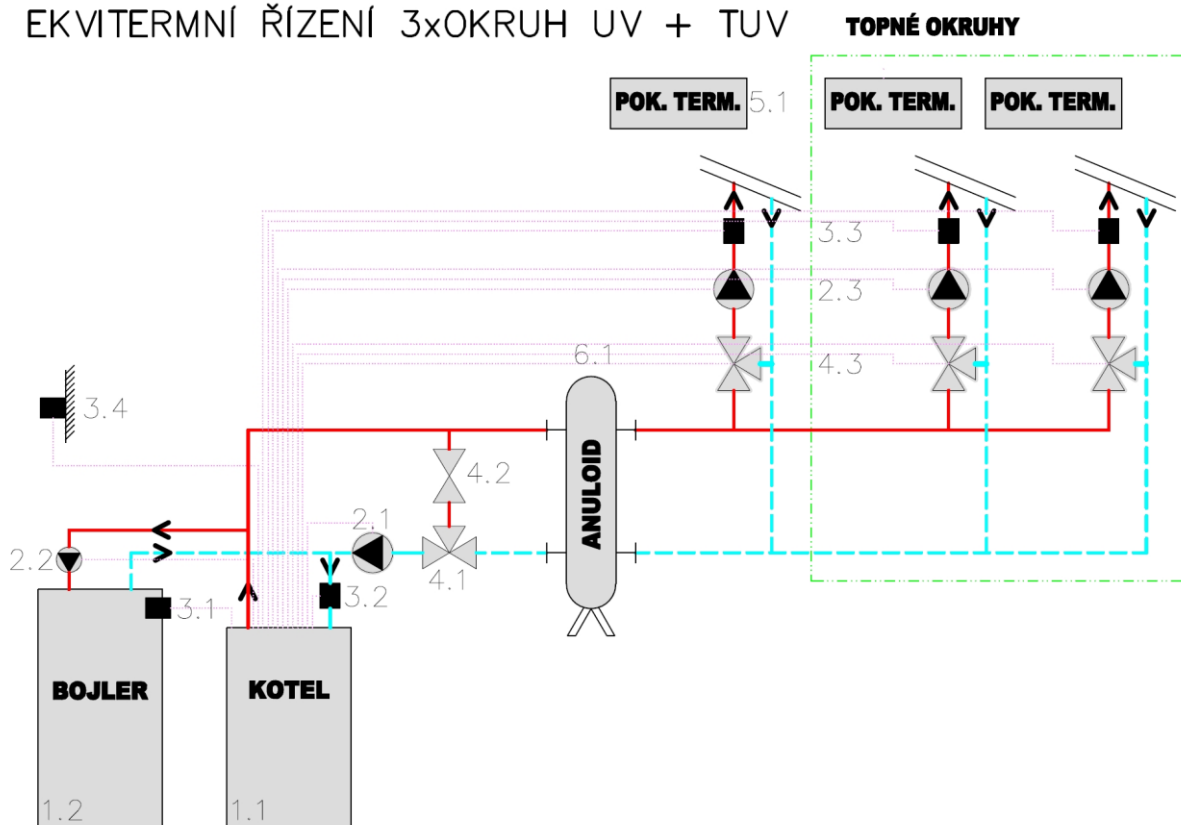 EKVITERMNÍ ŘÍZENÍ 3xOKRUH UV + TUV
TOPNÉ OKRUHY
POK. TERM.
5.1
POK. TERM.
POK. TERM.
3.3
2.3
6.1
4.3
3.4
4.2
ANULOID
2.1
2.2
4.1
3.1
3.2
BOJLER
KOTEL
1.2
1.1